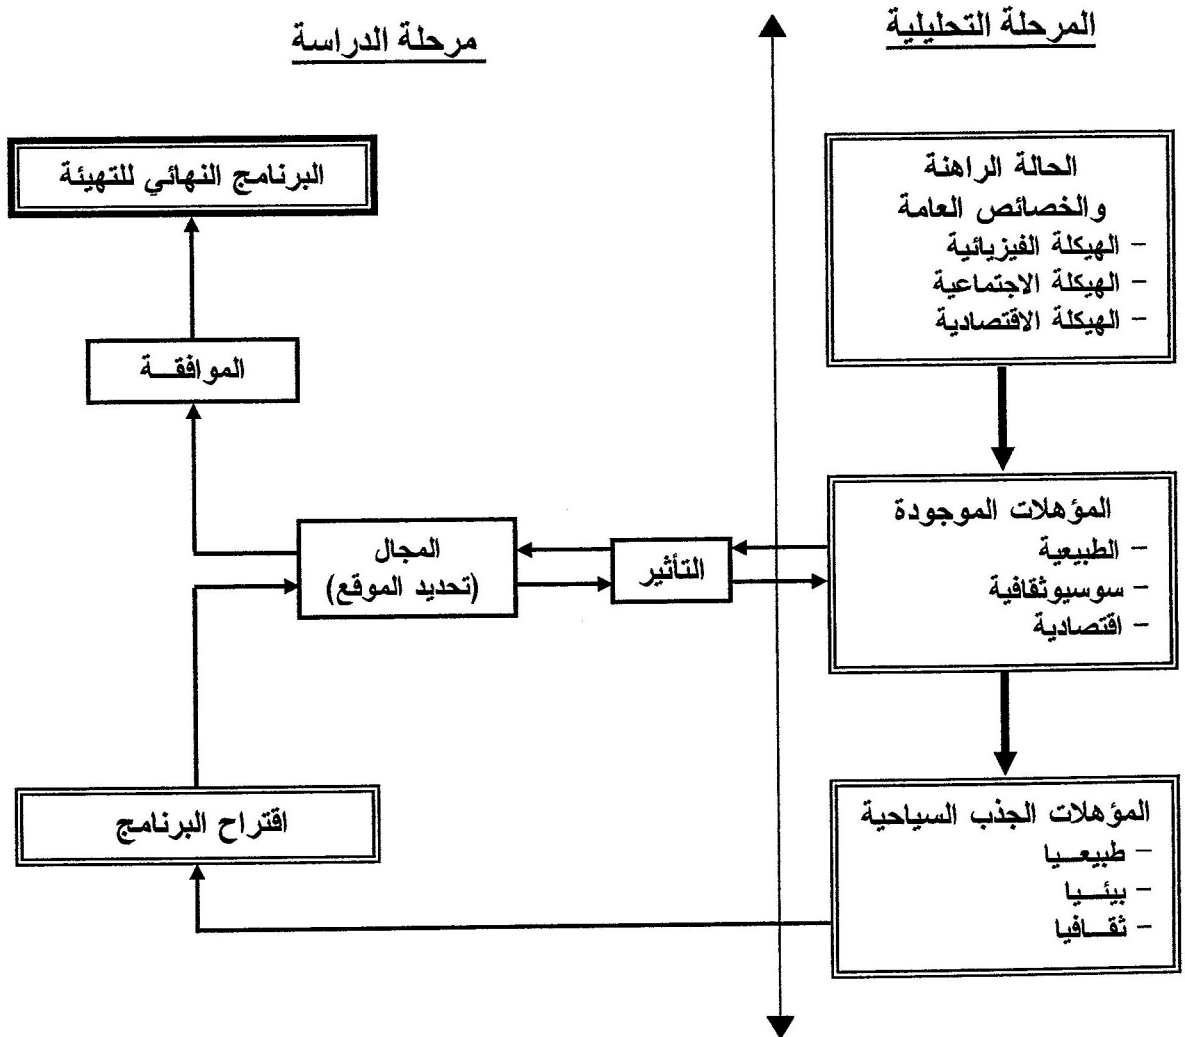 المرحلة التحليلية
مرحلة الدراسة
الحالة الراهنة
والخصائص العامة
- الهيكلة الفيزيائية
- الهيكلة الاجتماعية
- الهيكلة الاقتصادية
المؤهلات الموجودة
- الطبيعية
- سوسيوثقافية
- اقتصادية
المؤهلات الجذب السياحية
- طبيعـــيا
- بيئـــيا
- ثقـــافيا
التأثير
المجال
(تحديد الموقع)
البرنامج النهائي للتهيئة
الموافقـــة
اقتراح البرنامج